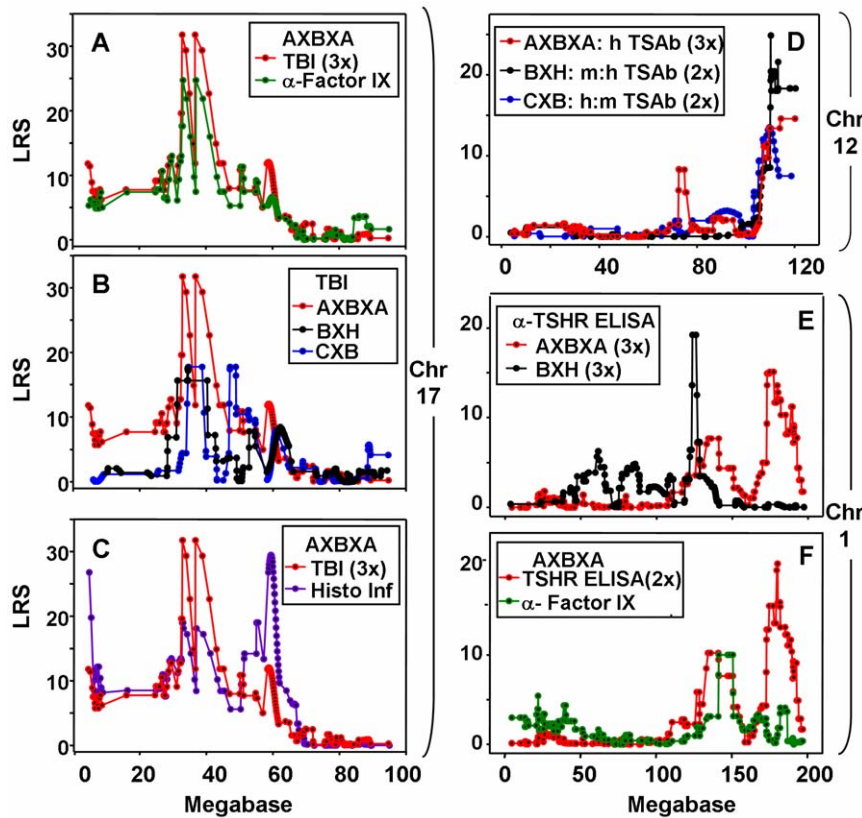 A
AXBXA
TBI (3x)
α-Factor IX
LRS
30
20
10
0
B
TBI
AXBXA
BXH
CXB
LRS
30
20
10
0
C
AXBXA
TBI (3x)
Histo Inf
LRS
30
20
10
0
0 20 40 60 80 100
Megabase
Chr
17
D
AXBXA: h TSAb (3x)
BXH: m:h TSAb (2x)
CXB: h:m TSAb (2x)
30
20
10
0
0 40 80 120
Chr
12
E
α-TSHR ELISA
AXBXA (3x)
BXH (3x)
20
10
0
F
AXBXA
TSHR ELISA(2x)
α- Factor IX
20
10
0
0 50 100 150 200
Megabase
Chr
1